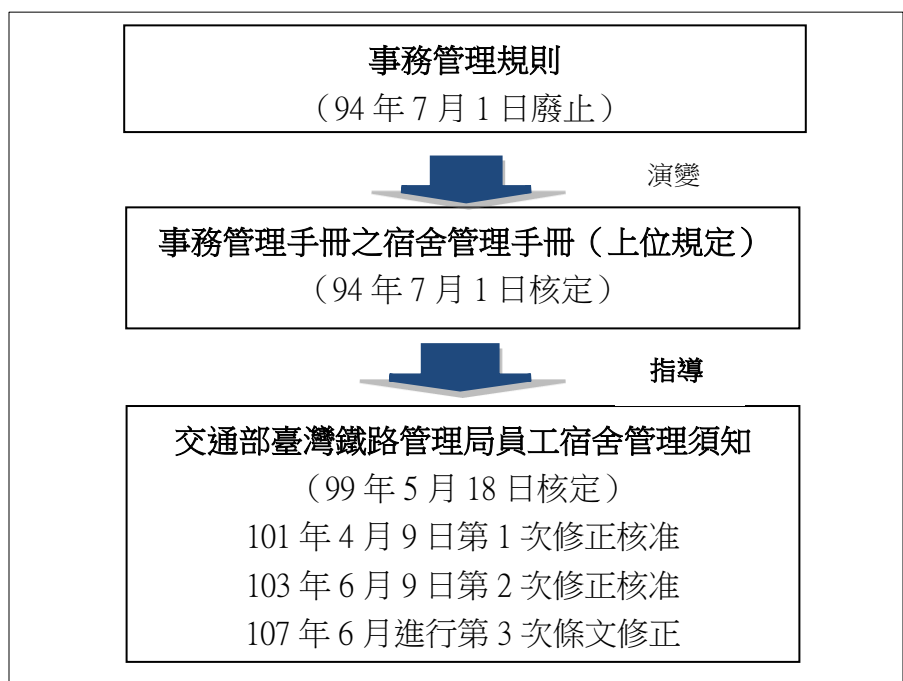 事務管理規則
（94 年 7 月 1 日廢止）
演變
事務管理手冊之宿舍管理手冊（上位規定）
（94 年 7 月 1 日核定）
指導
交通部臺灣鐵路管理局員工宿舍管理須知
（99 年 5 月 18 日核定）
101 年 4 月 9 日第 1 次修正核准
103 年 6 月 9 日第 2 次修正核准
107 年 6 月進行第 3 次條文修正